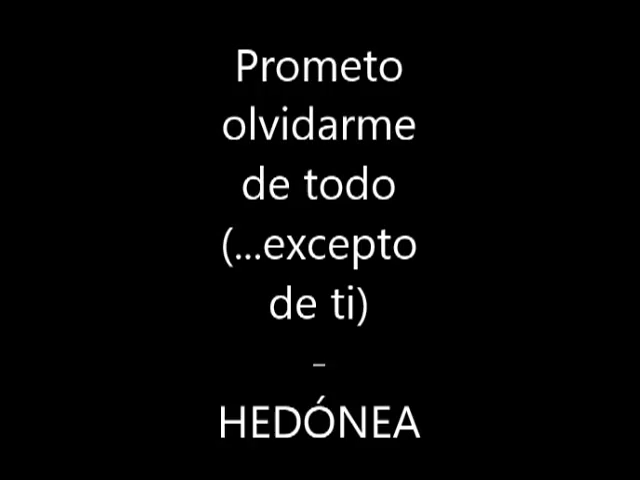 Prometo
olvidarme
de todo
(...excepto
de ti)
-
HEDÓNEA